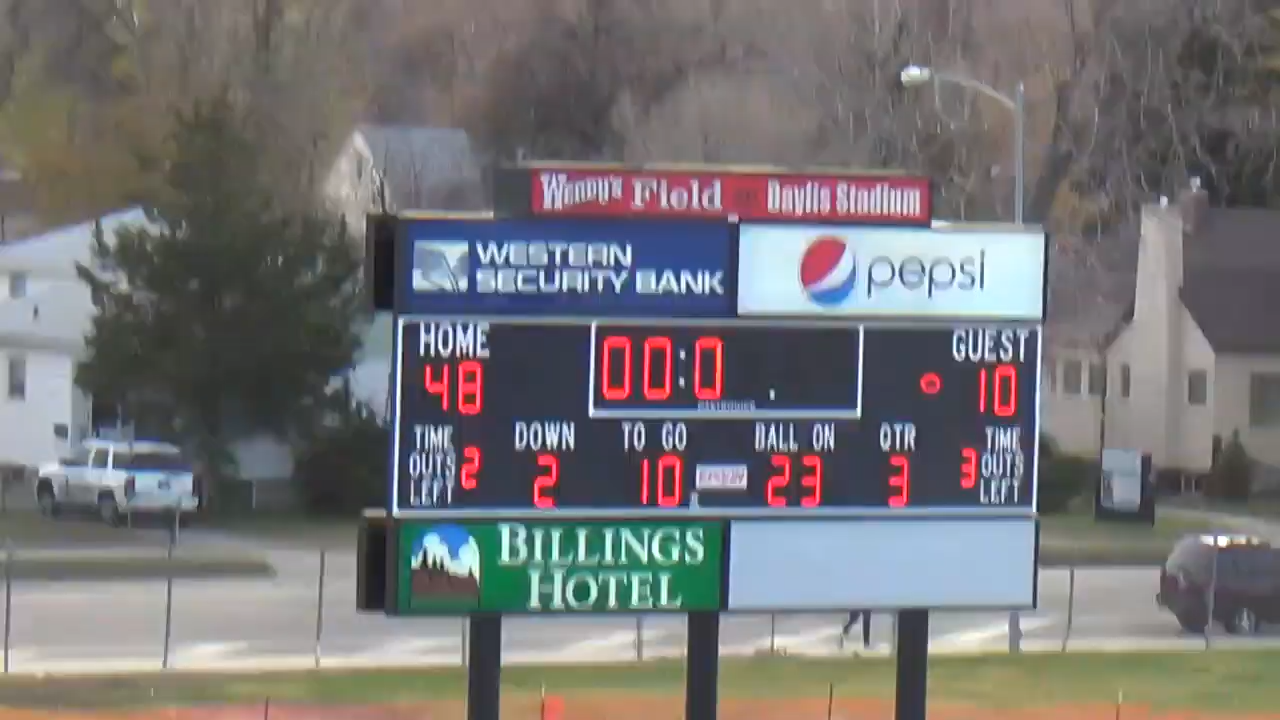 Wendy's Field Daylis Stadium
WESTERN
SECURITY BANK
pepsi
HOME
48
00:0
GUEST
10
TIME
OUTS
LEFT
2
DOWN
2
TO GO
10
BALL ON
23
QTR
3
3
TIME
OUTS
LEFT
BILLINGS
HOTEL